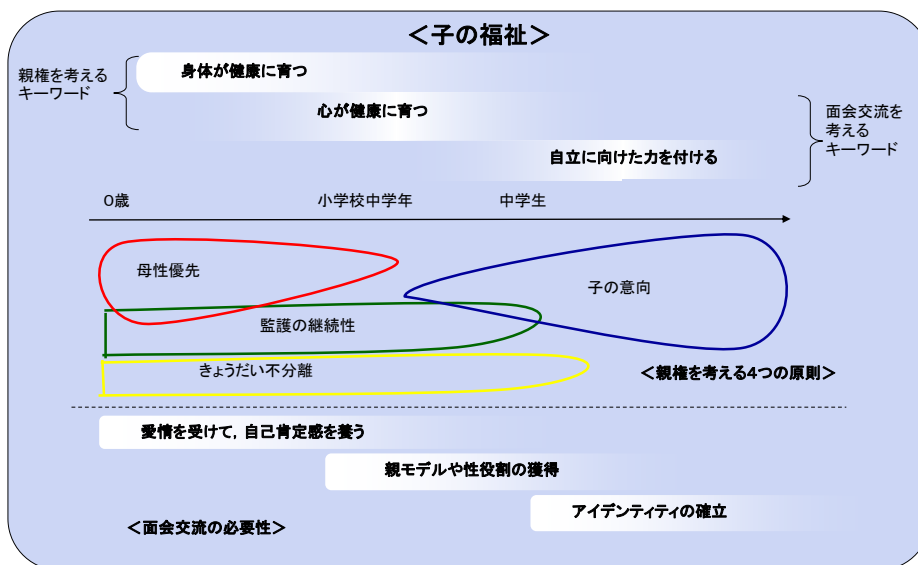 ＜子の福祉＞
親権を考える
キーワード
身体が健康に育つ
心が健康に育つ
自立に向けた力を付ける
面会交流を
考える
キーワード
０歳
小学校中学年
中学生
母性優先
子の意向
監護の継続性
きょうだい不分離
＜親権を考える４つの原則＞
愛情を受けて，自己肯定感を養う
親モデルや性役割の獲得
アイデンティティの確立
＜面会交流の必要性＞